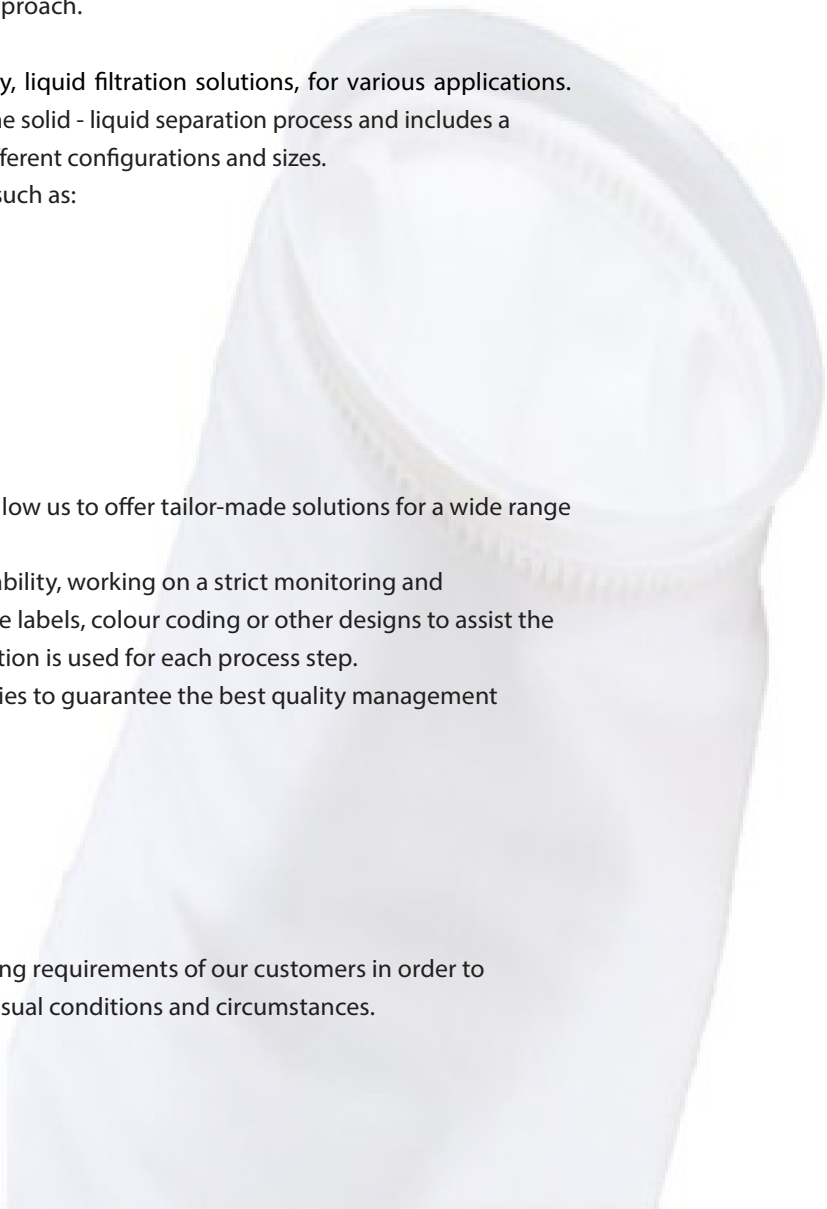 proach.
y, liquid filtration solutions, for various applications.
ne solid - liquid separation process and includes a
fferent configurations and sizes.
such as:
low us to offer tailor-made solutions for a wide range
ability, working on a strict monitoring and
e labels, colour coding or other designs to assist the
tion is used for each process step.
ies to guarantee the best quality management
ng requirements of our customers in order to
sual conditions and circumstances.